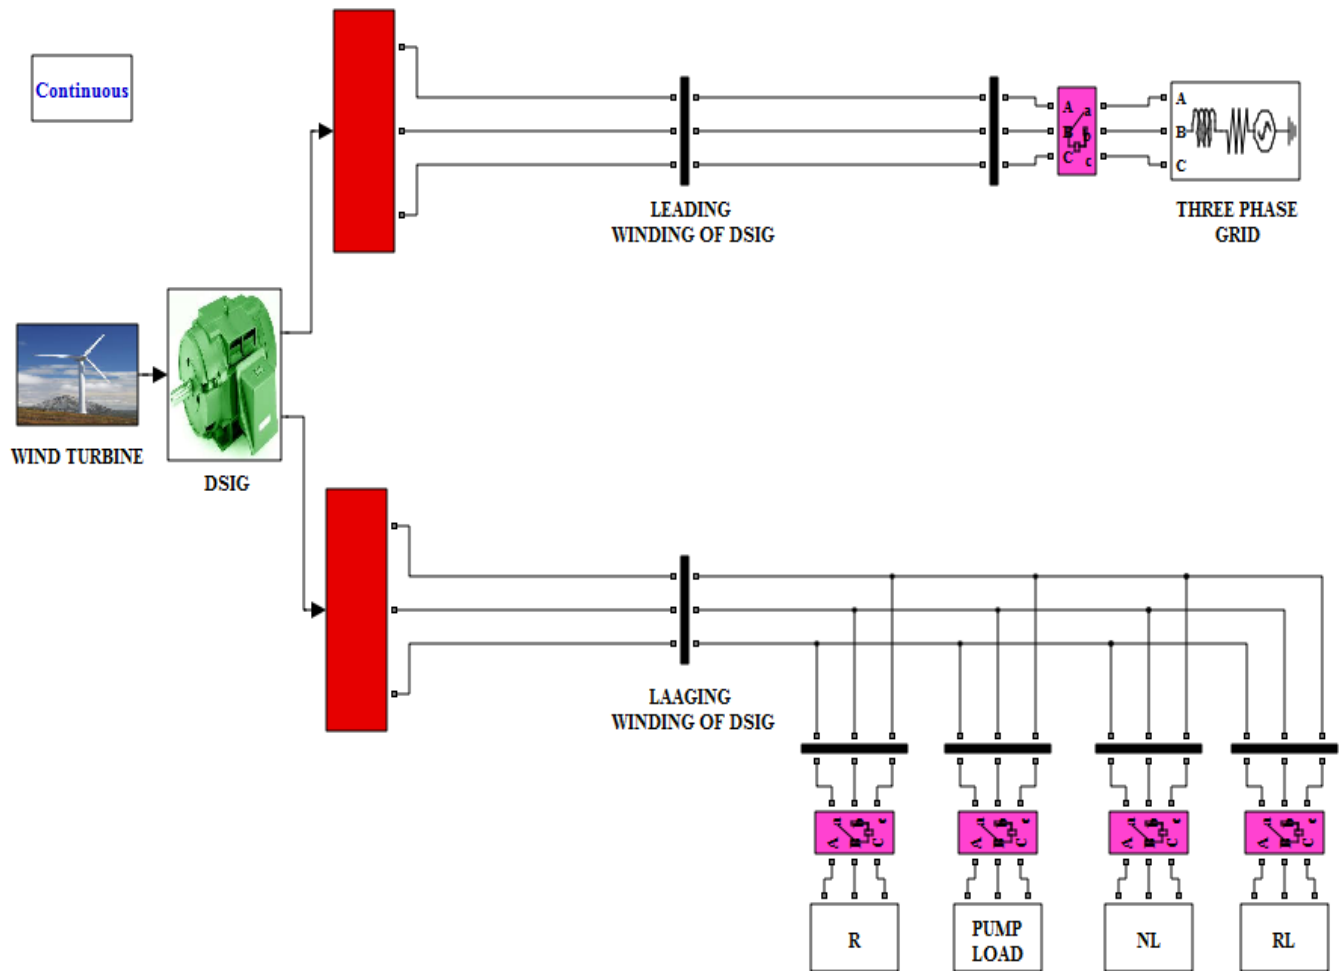 Continuous
A
B
C
a
b
c
A
B
C
LEADING
WINDING OF DSIG
THREE PHASE
GRID
WIND TURBINE
DSIG
LAAGING
WINDING OF DSIG
a
b
c
A
B
C
a
b
c
A
B
C
a
b
c
A
B
C
a
b
c
A
B
C
R
PUMP
LOAD
NL
RL